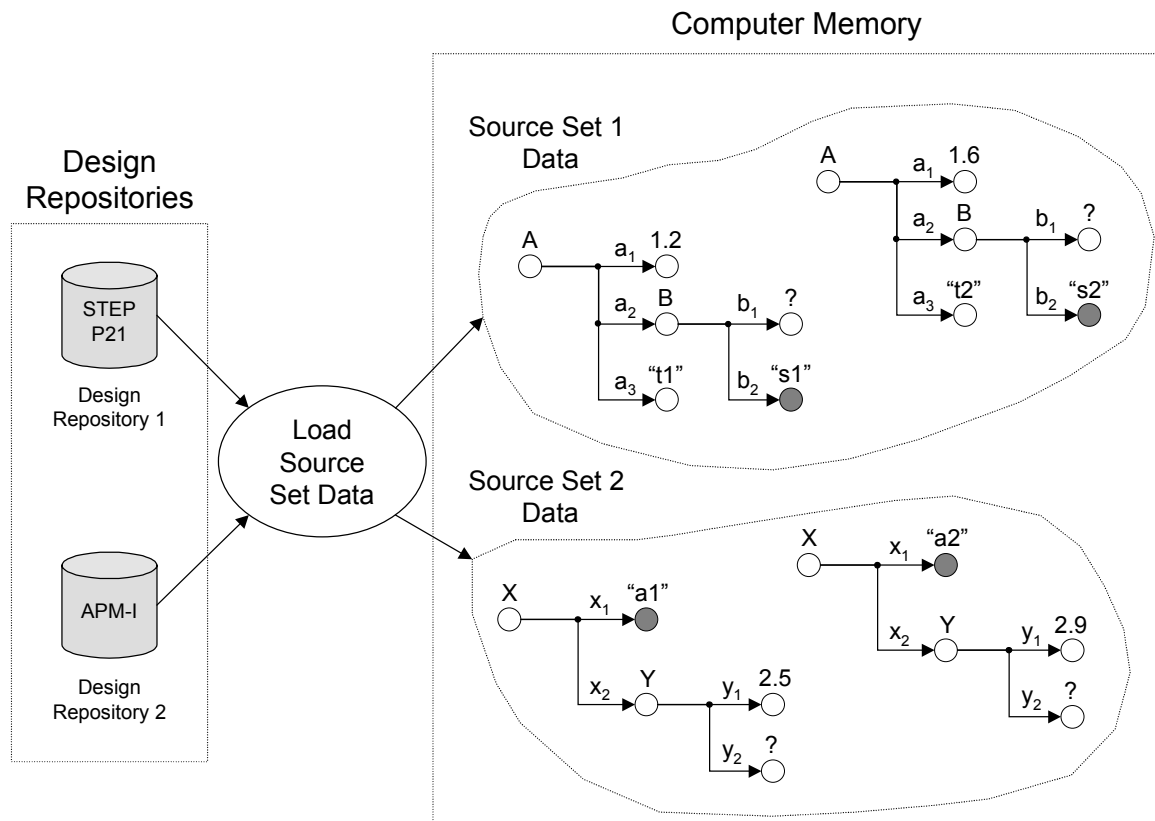 Computer Memory
Design
Repositories
STEP
P21
Design
Repository 1
APM-I
Design
Repository 2
Load
Source
Set Data
Source Set 1
Data
A
a1
1.2
a2
B
b1
?
a3
“t1”
b2
“s1”
A
a1
1.6
a2
B
b1
?
a3
“t2”
b2
“s2”
Source Set 2
Data
X
x1
“a1”
x2
Y
y1
2.5
y2
?
X
x1
“a2”
x2
Y
y1
2.9
y2
?